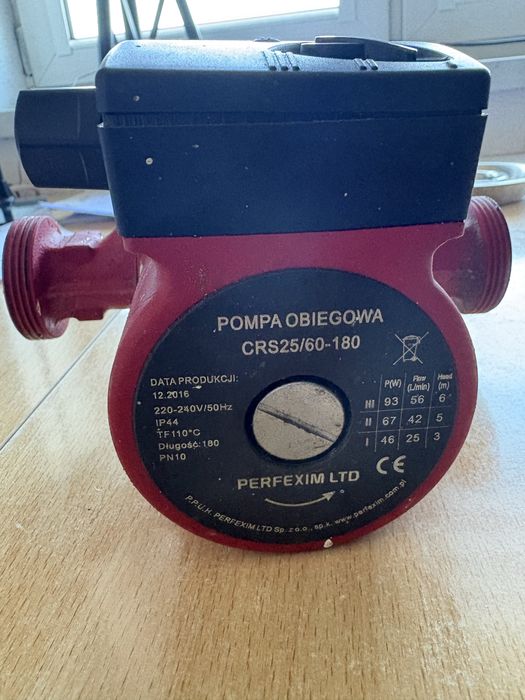 POMPA OBIEGOWA
CRS25/60-180
DATA PRODUKCJI:
12.2016
220-240V/50Hz
IP44
TF110°C
Długość:180
PN10
P(W) Flow (L/min) Head (m)
III 93 56 6
II 67 42 5
I 46 25 3
CE
PERFEXIM LTD
P.P.U.H. PERFEXIM LTD Sp. z o.o., sp.k. www.perfexim.com.pl